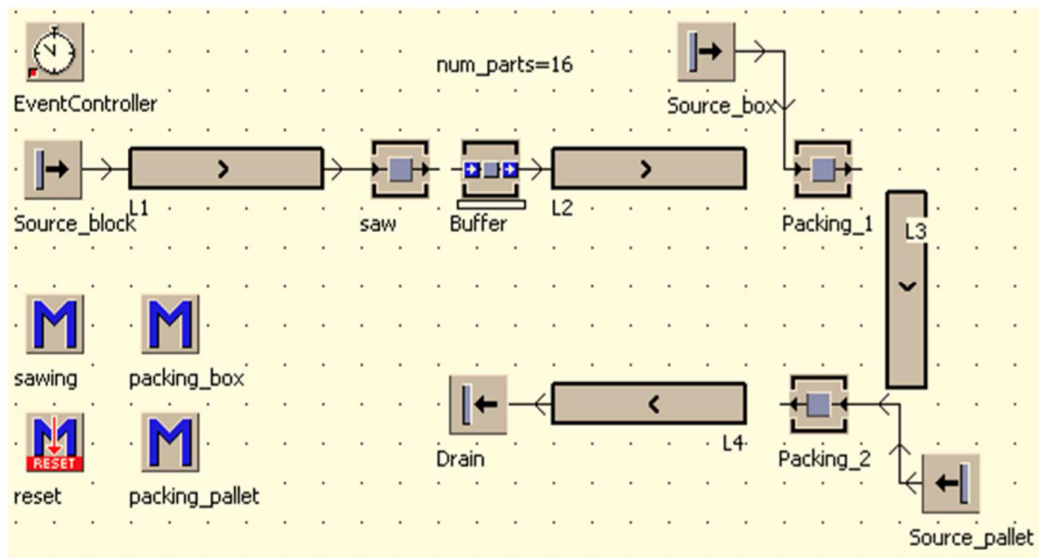 num_parts=16
EventController
Source_box
Source_block
L1
saw
Buffer
L2
Packing_1
L3
M
M
sawing
packing_box
M
RESET
M
Drain
L4
Packing_2
reset
packing_pallet
Source_pallet